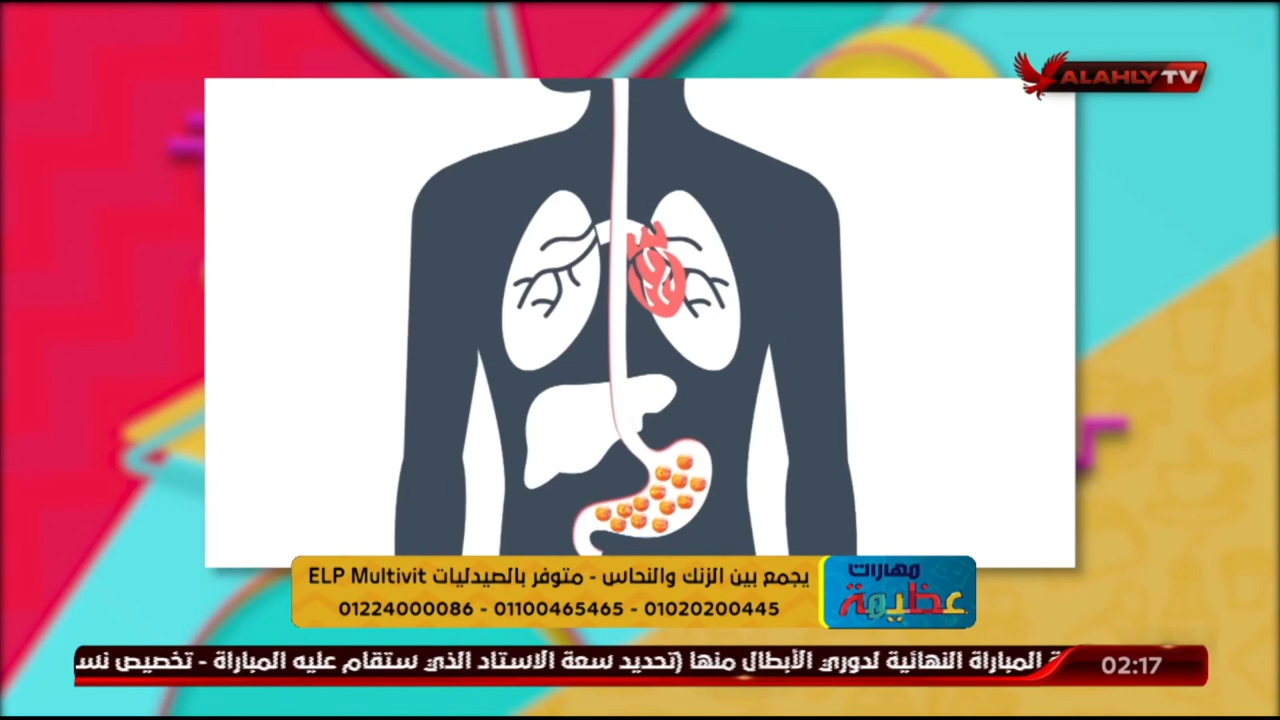 ALAHLY TV
مهارات
عظيمة
يجمع بين الزنك والنحاس - متوفر بالصيدليات ELP Multivit
01224000086 - 01100465465 - 01020200445
المباراة النهائية لدوري الأبطال منها (تحديد سعة الاستاد الذي ستقام عليه المباراة - تخصيص
02:17